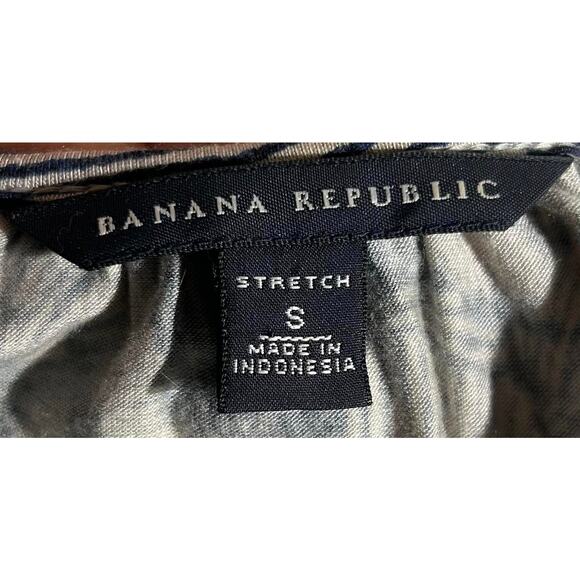 BANANA REPUBLIC
STRETCH
S
MADE IN
INDONESIA